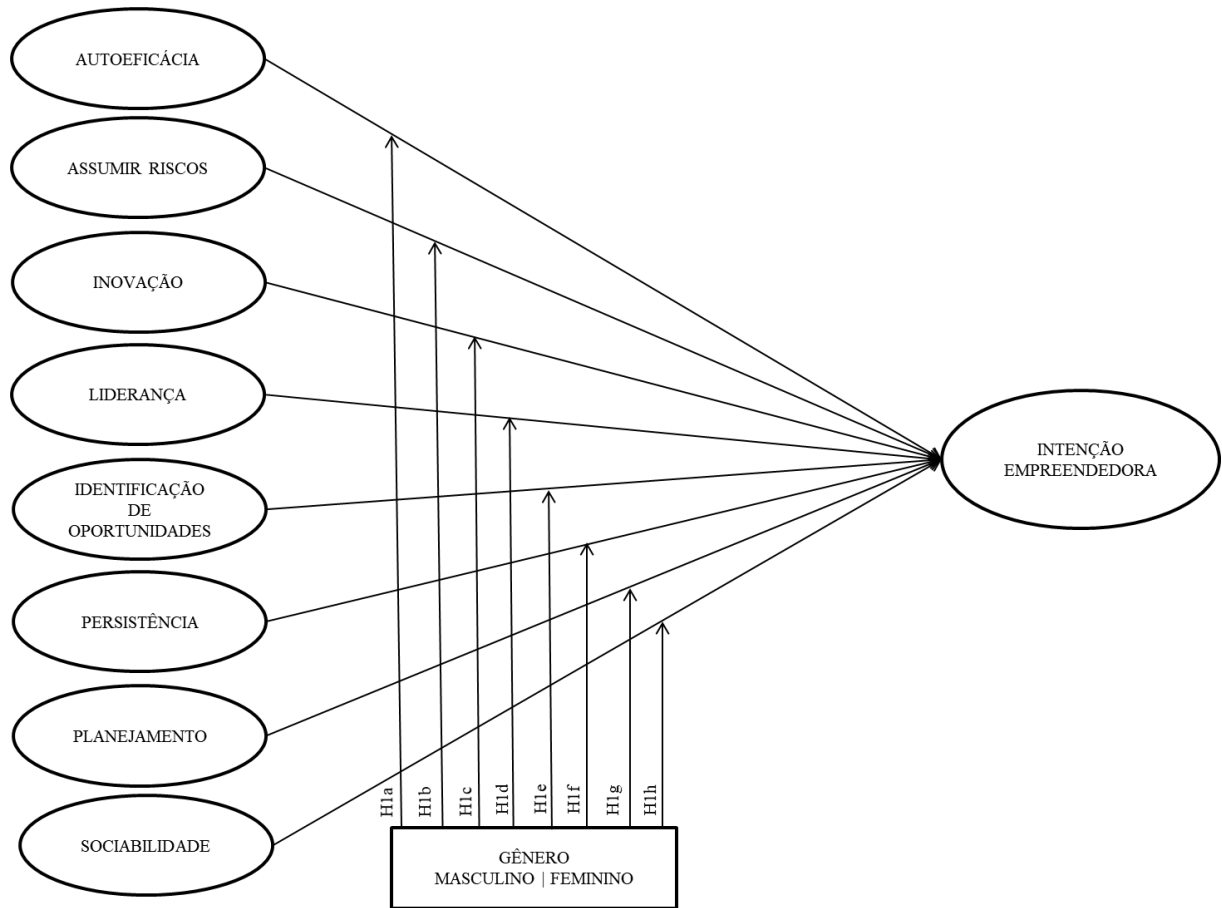 AUTOEFICÁCIA
ASSUMIR RISCOS
INOVAÇÃO
LIDERANÇA
IDENTIFICAÇÃO
DE
OPORTUNIDADES
PERSISTÊNCIA
PLANEJAMENTO
SOCIABILIDADE
INTENÇÃO
EMPREENDEDORA
H1a
H1b
H1c
H1d
H1e
H1f
H1g
H1h
GÊNERO
MASCULINO | FEMININO